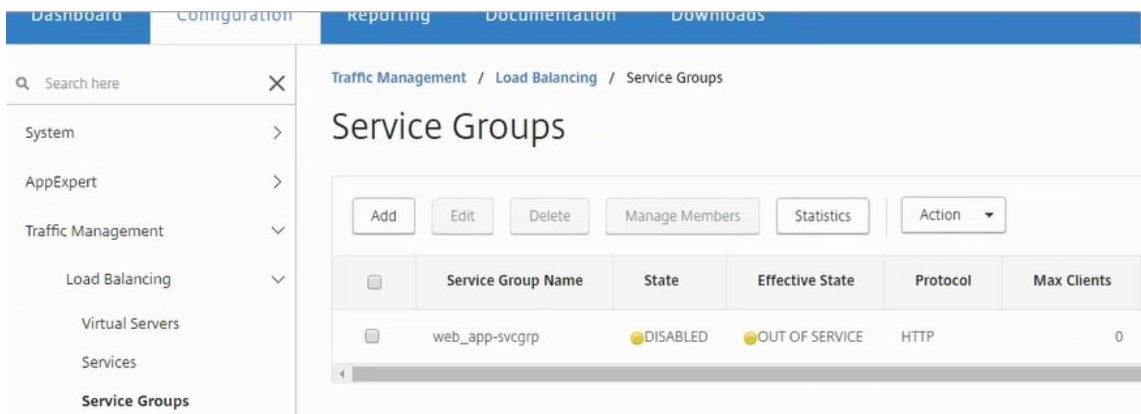 Dashboard Configuration Reporting Documentation Downloads
Search here
System
AppExpert
Traffic Management
Load Balancing
Virtual Servers
Services
Service Groups
Traffic Management / Load Balancing / Service Groups
Service Groups
Add Edit Delete Manage Members Statistics Action
Service Group Name State Effective State Protocol Max Clients
web_app-svcgrp DISABLED OUT OF SERVICE HTTP 0